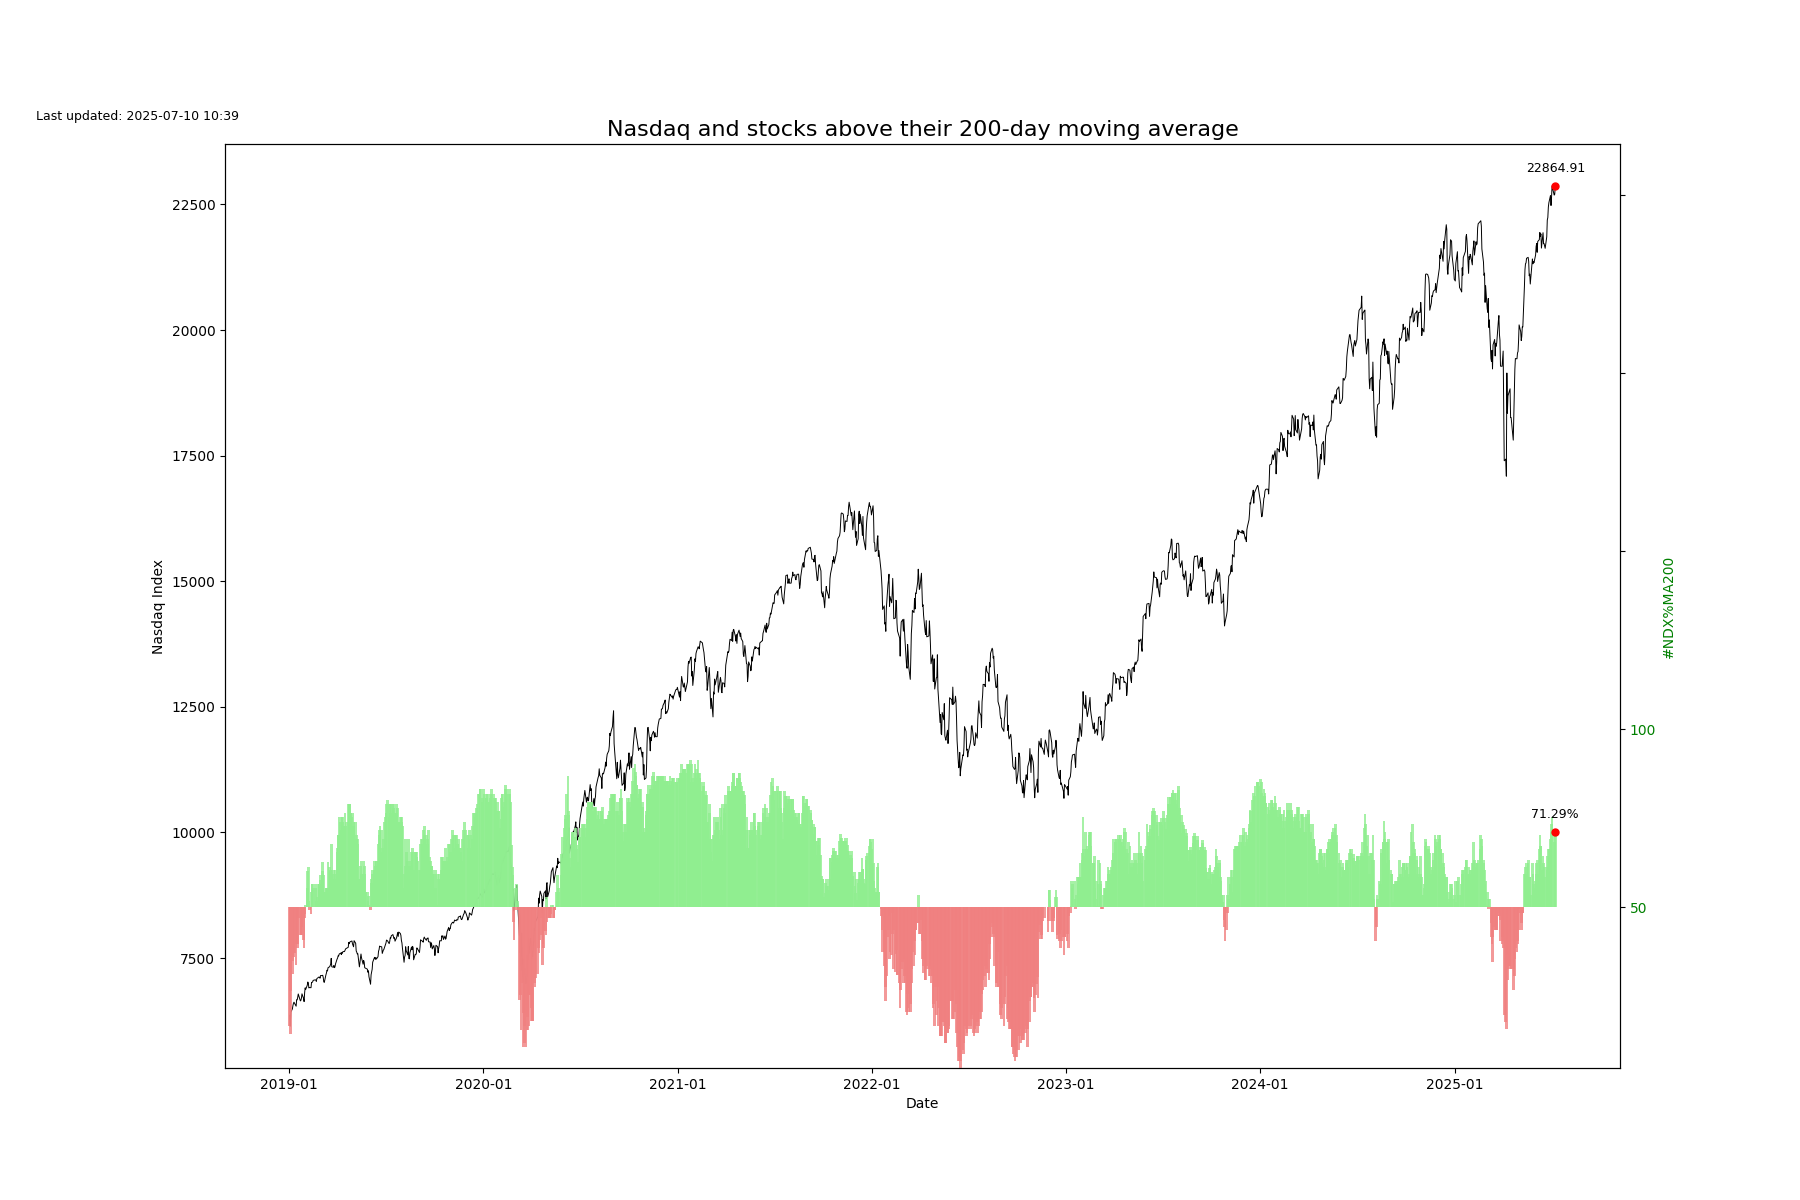 Last updated: 2025-07-10 10:39
Nasdaq and stocks above their 200-day moving average
22864.91
22500
20000
17500
15000
12500
10000
7500
Nasdaq Index
#NDX%MA200
100
71.29%
50
2019-01 2020-01 2021-01 2022-01 2023-01 2024-01 2025-01
Date